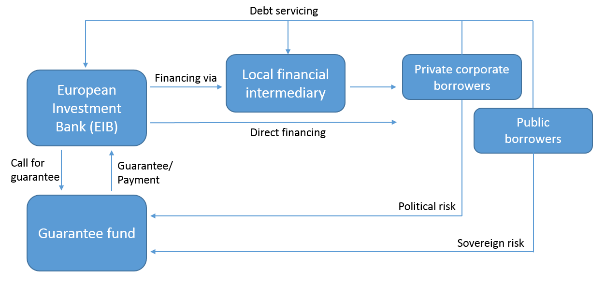 Debt servicing
European
Investment
Bank (EIB)
Financing via
Local financial
intermediary
Private corporate
borrowers
Direct financing
Public
borrowers
Call for
guarantee
Guarantee/
Payment
Guarantee fund
Political risk
Sovereign risk